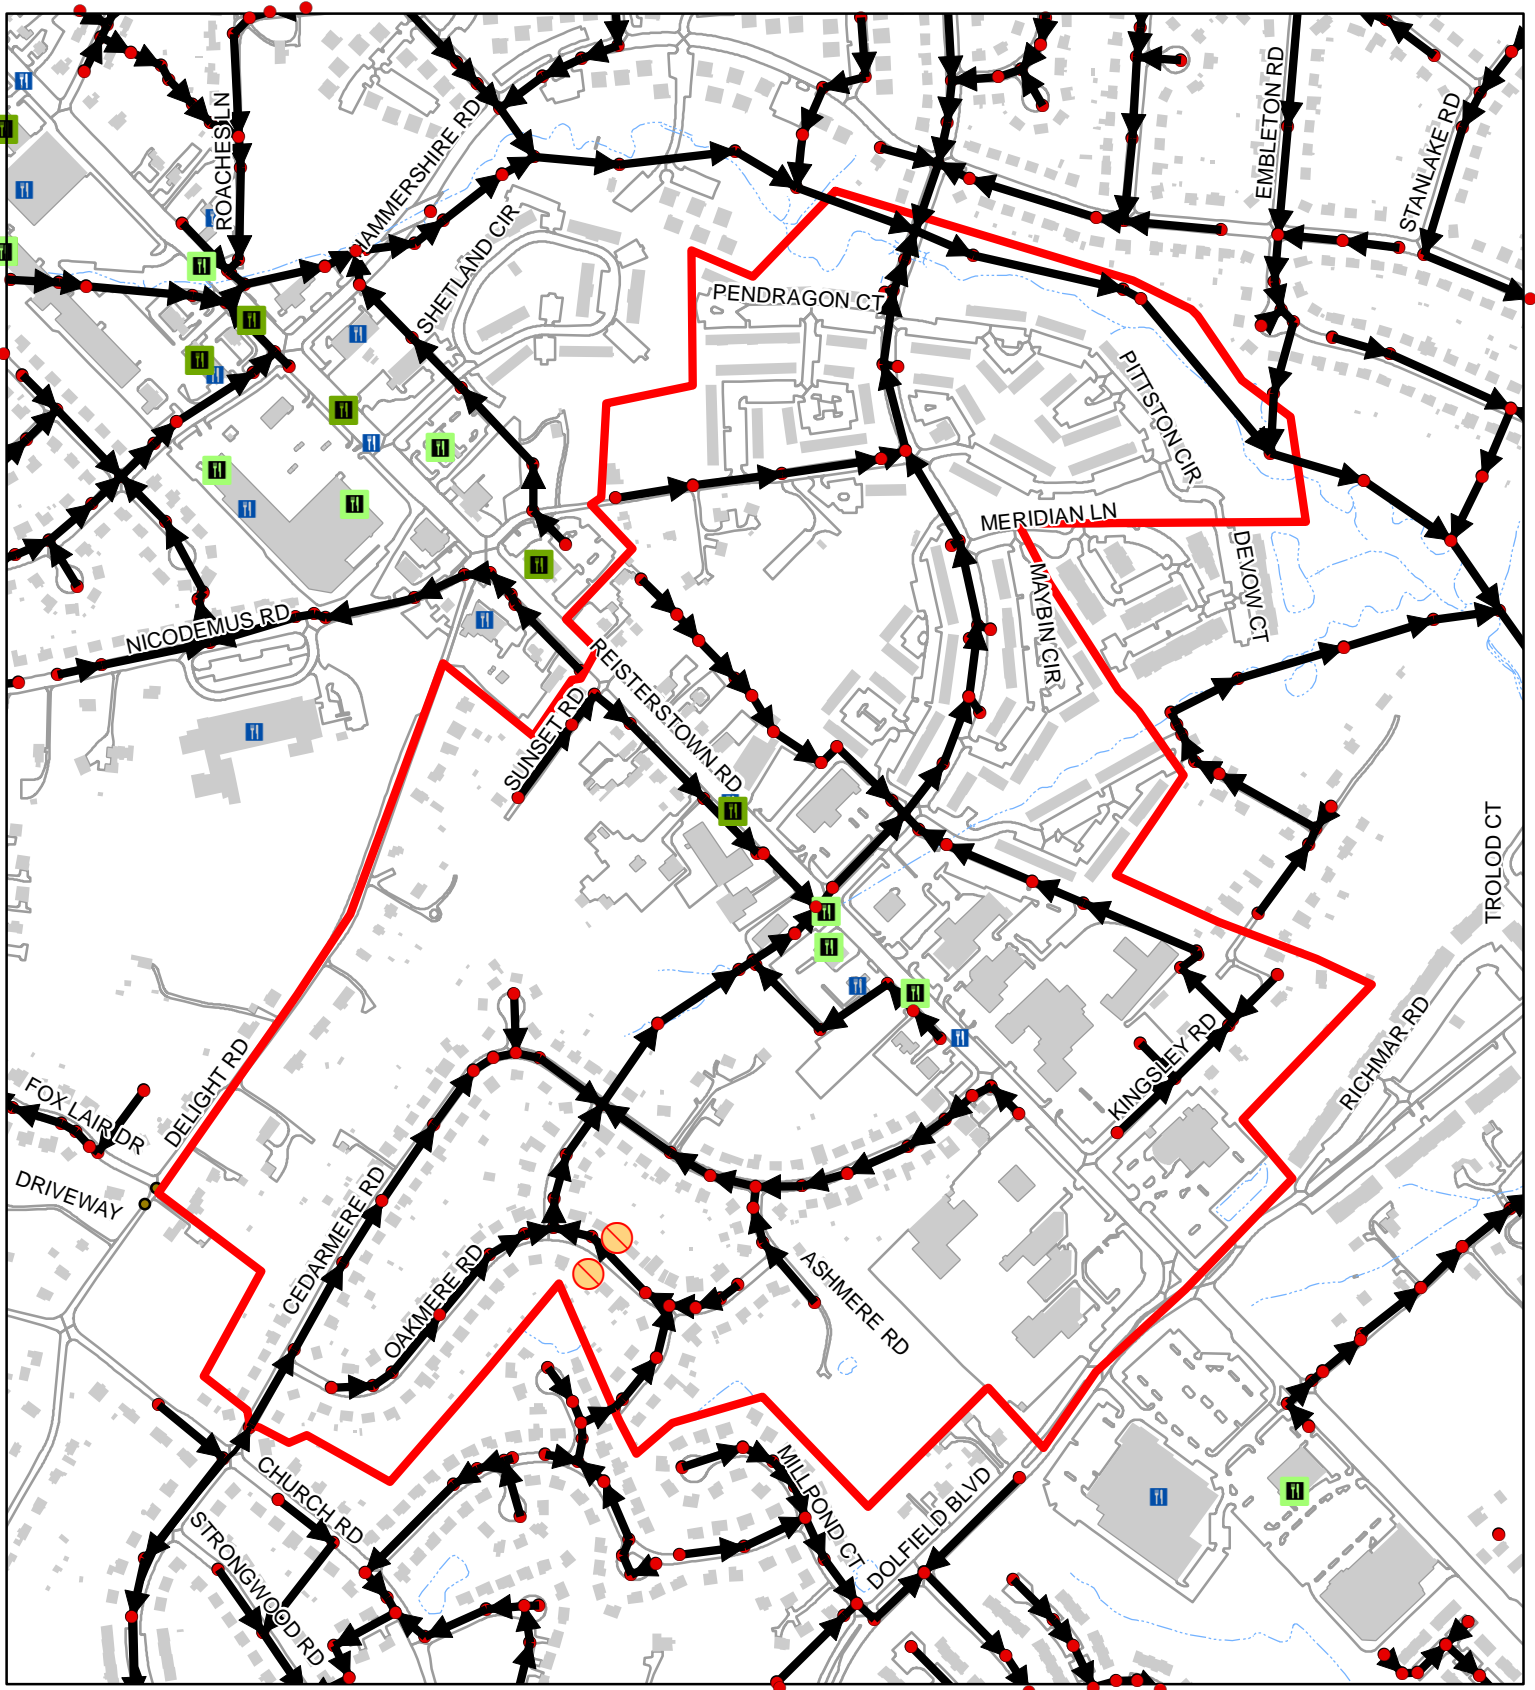 ROACHES LN
HAMMERSHIRE RD
EMBLETON RD
STANLAKE RD
SHETLAND CIR
PENDRAGON CT
PITTSTON CIR
MERIDIAN LN
DEVOW CT
MAYBIN CIR
NICODEMUS RD
REISTERSTOWN RD
SUNSET RD
TROLOD CT
RICHMAR RD
KINGSLEY RD
DELIGHT RD
FOX LAIR DR
DRIVEWAY
CEDARMERE RD
OAKMERE RD
ASHMERE RD
CHURCH RD
STRONGWOOD RD
MILLPOND CT
DOLFIELD BLVD